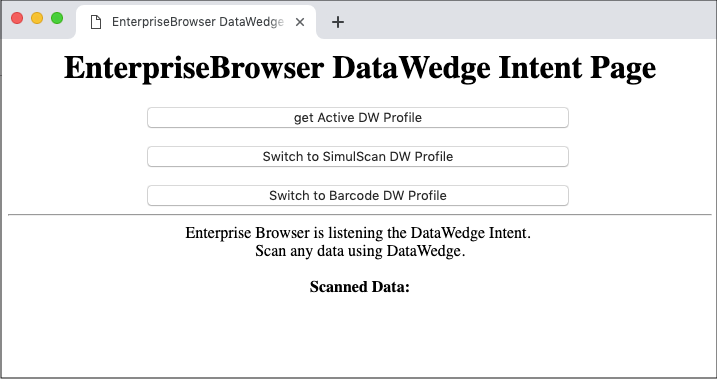 EnterpriseBrowser DataWedge
EnterpriseBrowser DataWedge Intent Page
get Active DW Profile
Switch to SimulScan DW Profile
Switch to Barcode DW Profile
Enterprise Browser is listening the DataWedge Intent.
Scan any data using DataWedge.
Scanned Data: